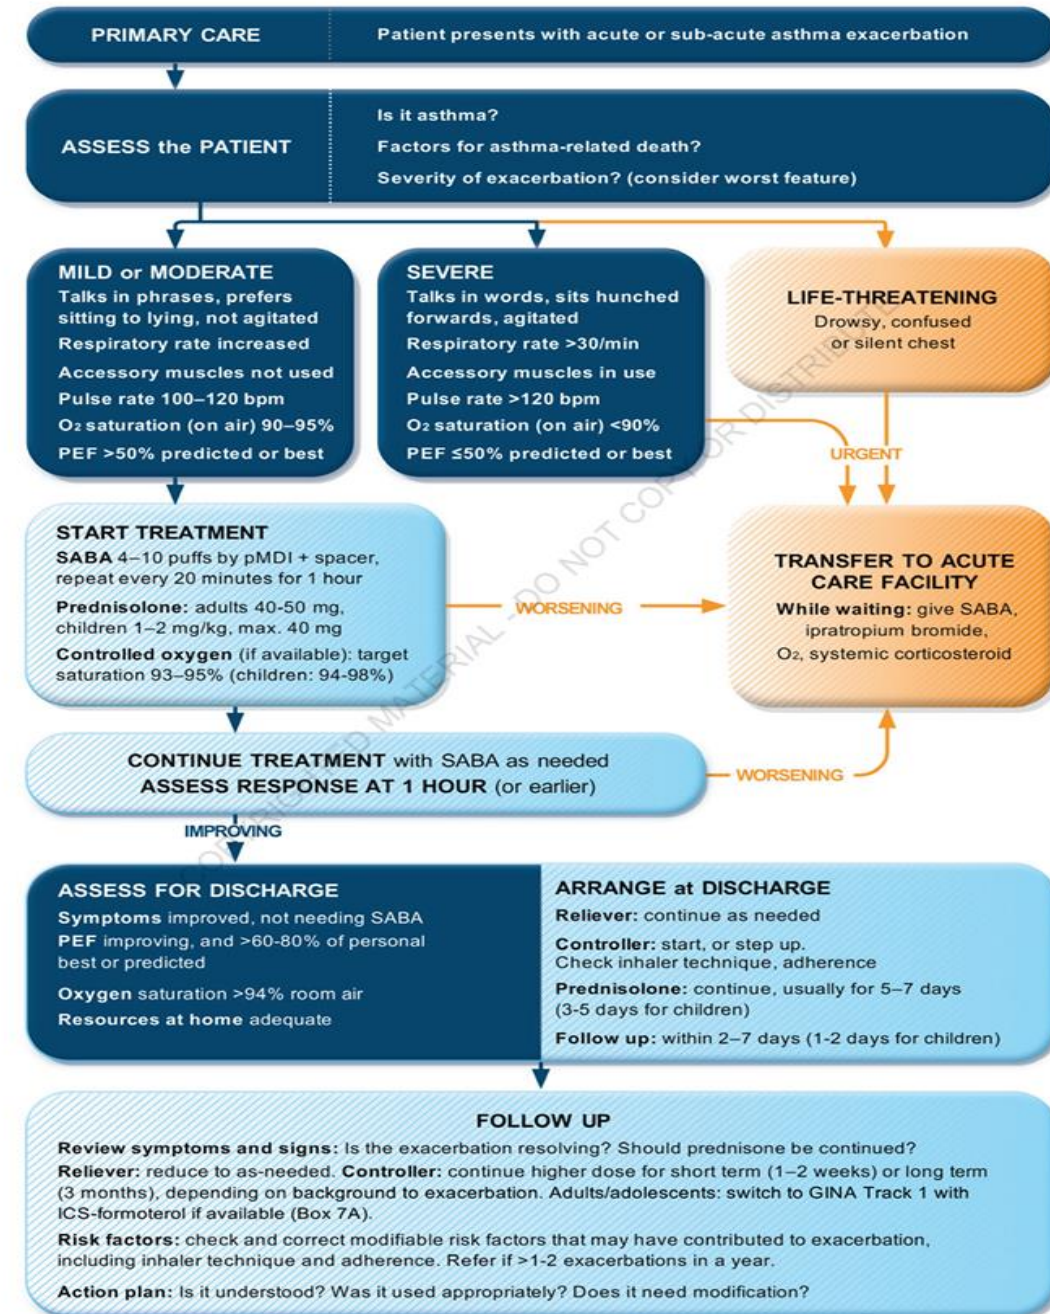 PRIMARY CARE
Patient presents with acute or sub-acute asthma exacerbation
ASSESS the PATIENT
Is it asthma?
Factors for asthma-related death?
Severity of exacerbation? (consider worst feature)
MILD or MODERATE
Talks in phrases, prefers
sitting to lying, not agitated
Respiratory rate increased
Accessory muscles not used
Pulse rate 100–120 bpm
O₂ saturation (on air) 90–95%
PEF >50% predicted or best
SEVERE
Talks in words, sits hunched
forwards, agitated
Respiratory rate >30/min
Accessory muscles in use
Pulse rate >120 bpm
O₂ saturation (on air) <90%
PEF ≤50% predicted or best
LIFE-THREATENING
Drowsy, confused
or silent chest
URGENT
START TREATMENT
SABA 4–10 puffs by pMDI + spacer,
repeat every 20 minutes for 1 hour
Prednisolone: adults 40-50 mg,
children 1–2 mg/kg, max. 40 mg
Controlled oxygen (if available): target
saturation 93–95% (children: 94-98%)
WORSENING
TRANSFER TO ACUTE
CARE FACILITY
While waiting: give SABA,
ipratropium bromide,
O₂, systemic corticosteroid
CONTINUE TREATMENT with SABA as needed
ASSESS RESPONSE AT 1 HOUR (or earlier)
WORSENING
IMPROVING
ASSESS FOR DISCHARGE
Symptoms improved, not needing SABA
PEF improving, and >60-80% of personal
best or predicted
Oxygen saturation >94% room air
Resources at home adequate
ARRANGE at DISCHARGE
Reliever: continue as needed
Controller: start, or step up.
Check inhaler technique, adherence
Prednisolone: continue, usually for 5–7 days
(3-5 days for children)
Follow up: within 2–7 days (1-2 days for children)
FOLLOW UP
Review symptoms and signs: Is the exacerbation resolving? Should prednisone be continued?
Reliever: reduce to as-needed. Controller: continue higher dose for short term (1–2 weeks) or long term
(3 months), depending on background to exacerbation. Adults/adolescents: switch to GINA Track 1 with
ICS-formoterol if available (Box 7A).
Risk factors: check and correct modifiable risk factors that may have contributed to exacerbation,
including inhaler technique and adherence. Refer if >1-2 exacerbations in a year.
Action plan: Is it understood? Was it used appropriately? Does it need modification?